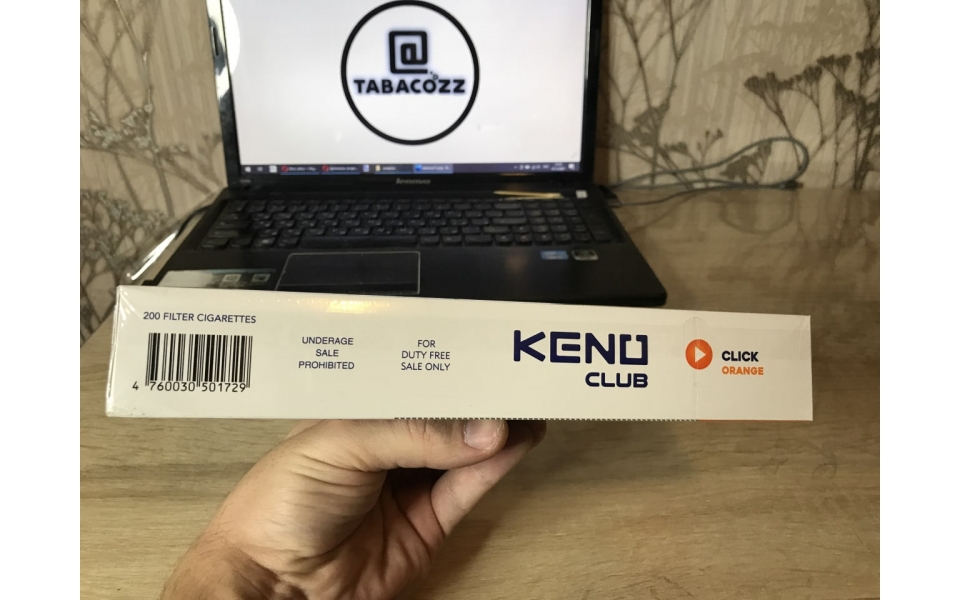 @
TABACOZZ
lenovo
200 FILTER CIGARETTES
4 760030 501729
UNDERAGE
SALE
PROHIBITED
FOR
DUTY FREE
SALE ONLY
KENO
CLUB
CLICK
ORANGE